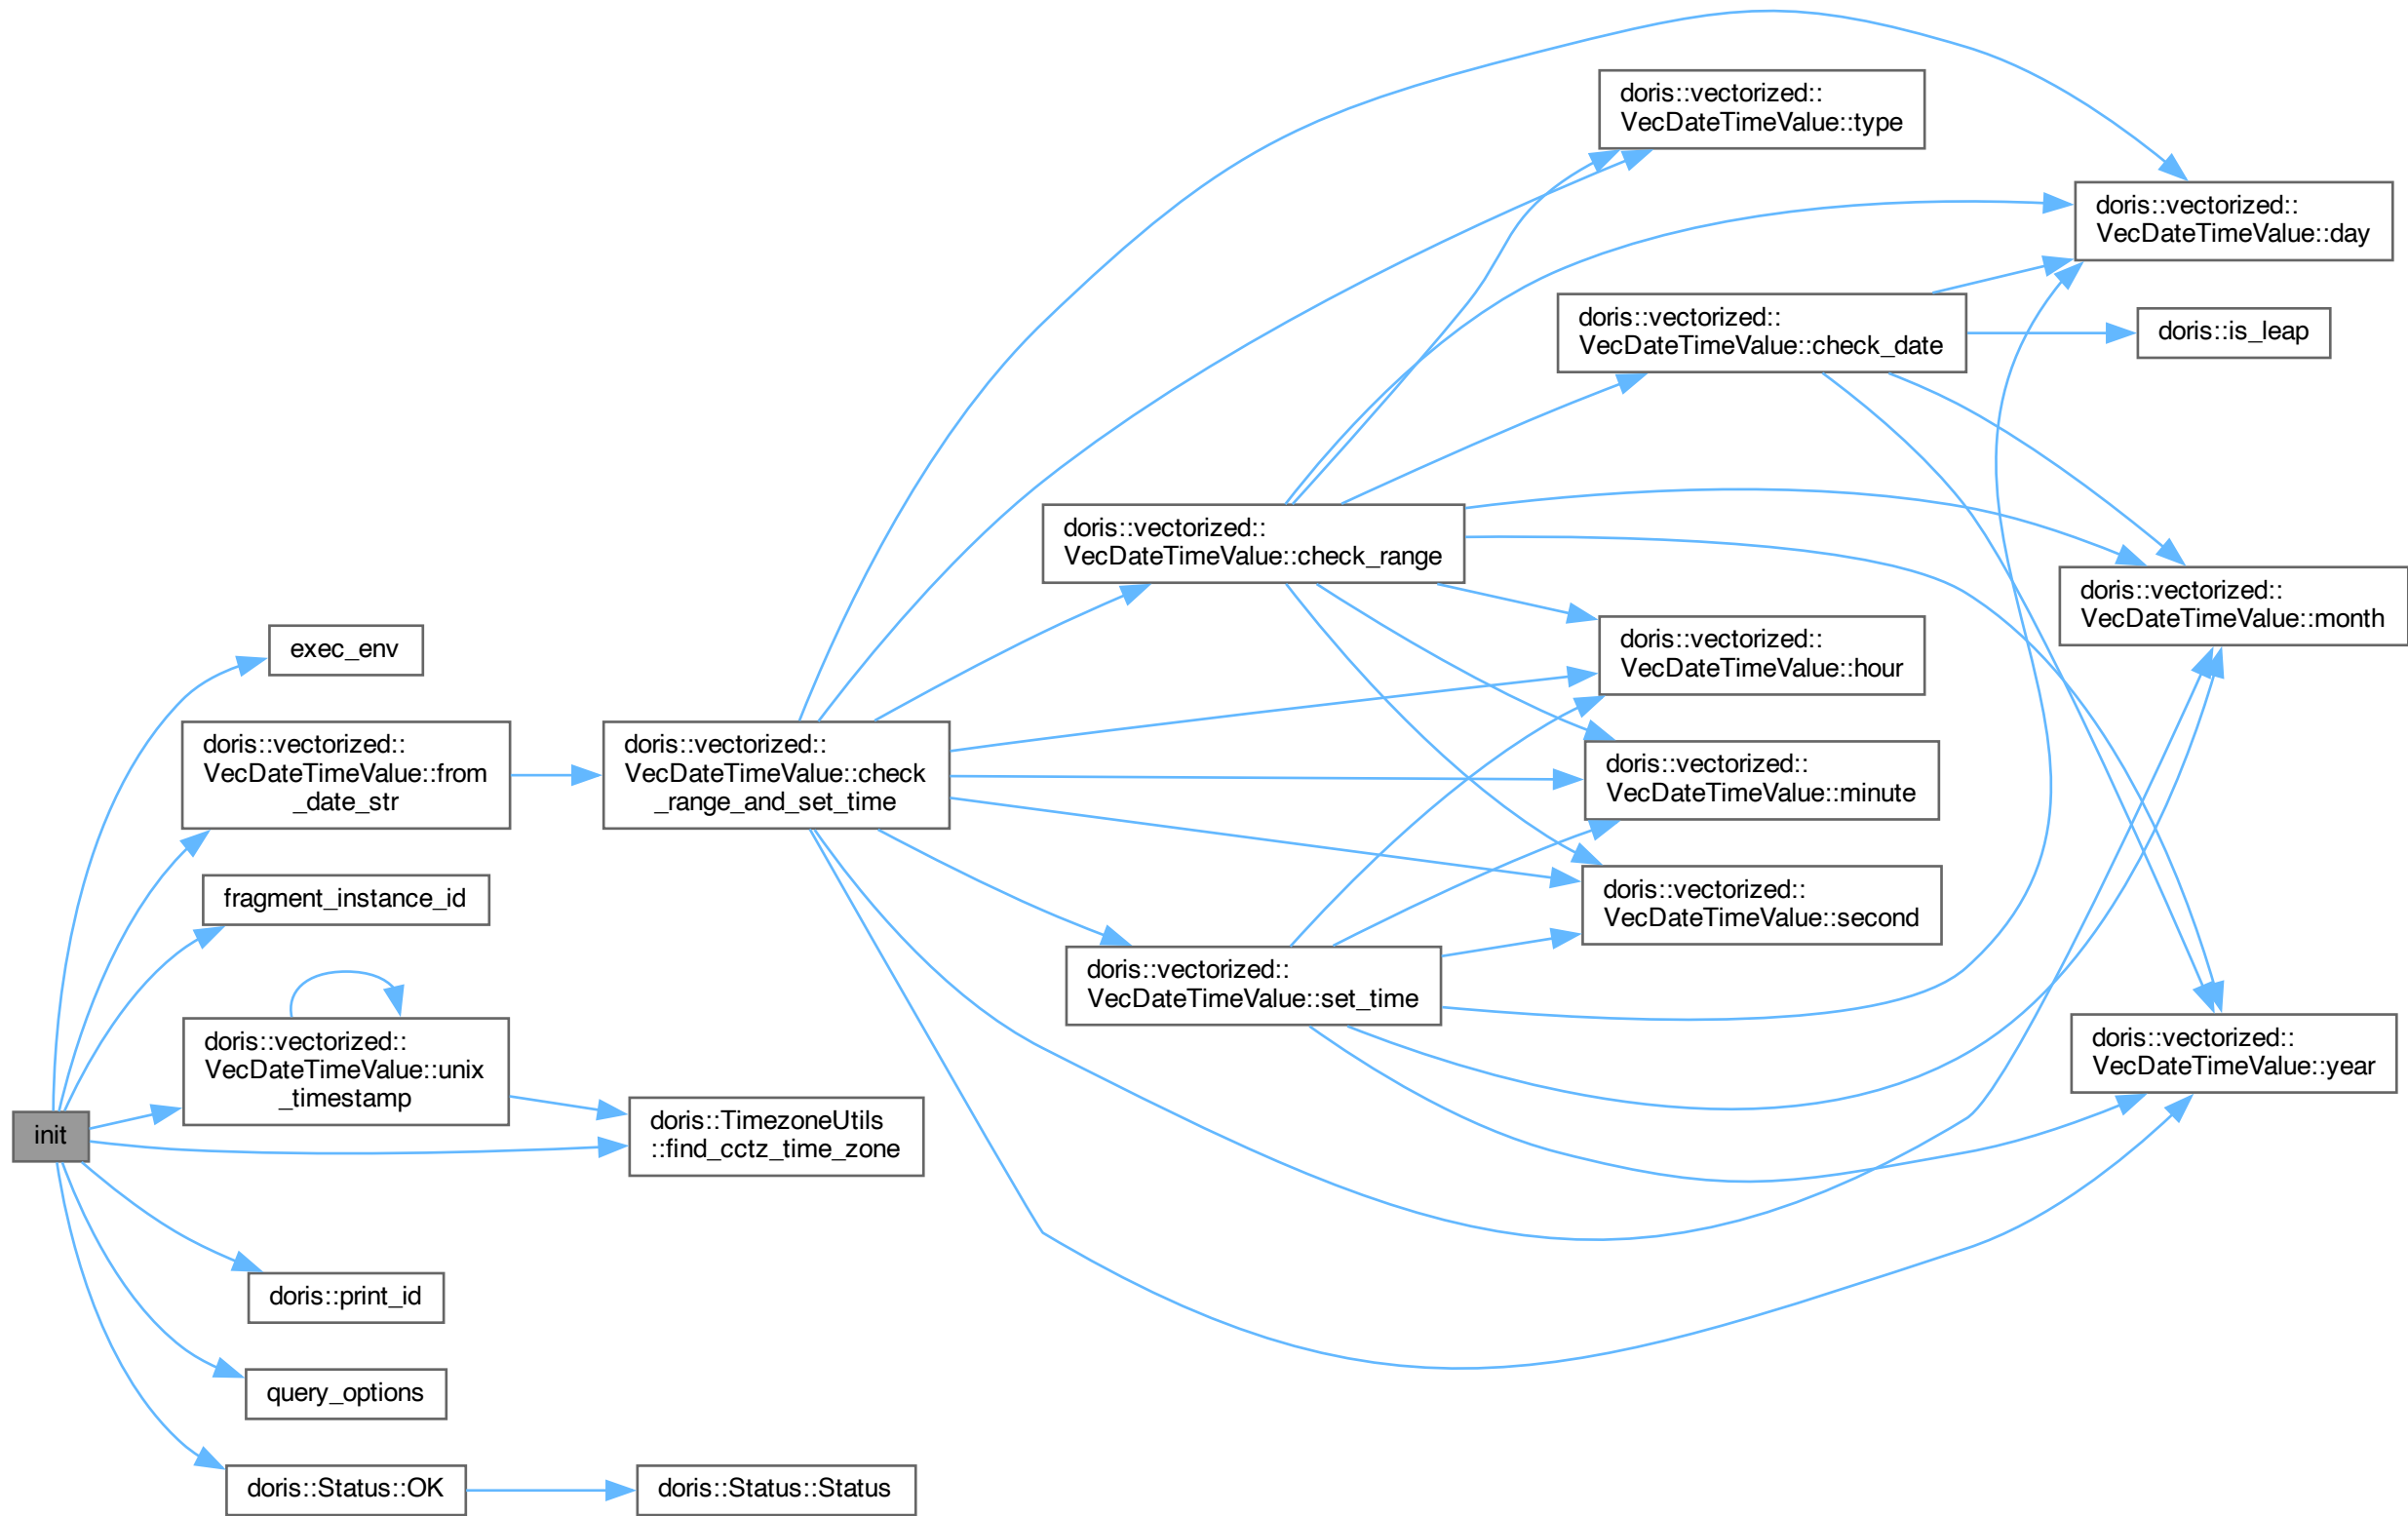 init
exec_env
doris::vectorized::
VecDateTimeValue::from
_date_str
fragment_instance_id
doris::vectorized::
VecDateTimeValue::unix
_timestamp
doris::print_id
query_options
doris::Status::OK
doris::vectorized::
VecDateTimeValue::check
_range_and_set_time
doris::TimezoneUtils
::find_cctz_time_zone
doris::Status::Status
doris::vectorized::
VecDateTimeValue::check_range
doris::vectorized::
VecDateTimeValue::set_time
doris::vectorized::
VecDateTimeValue::type
doris::vectorized::
VecDateTimeValue::check_date
doris::vectorized::
VecDateTimeValue::hour
doris::vectorized::
VecDateTimeValue::minute
doris::vectorized::
VecDateTimeValue::second
doris::vectorized::
VecDateTimeValue::day
doris::is_leap
doris::vectorized::
VecDateTimeValue::month
doris::vectorized::
VecDateTimeValue::year